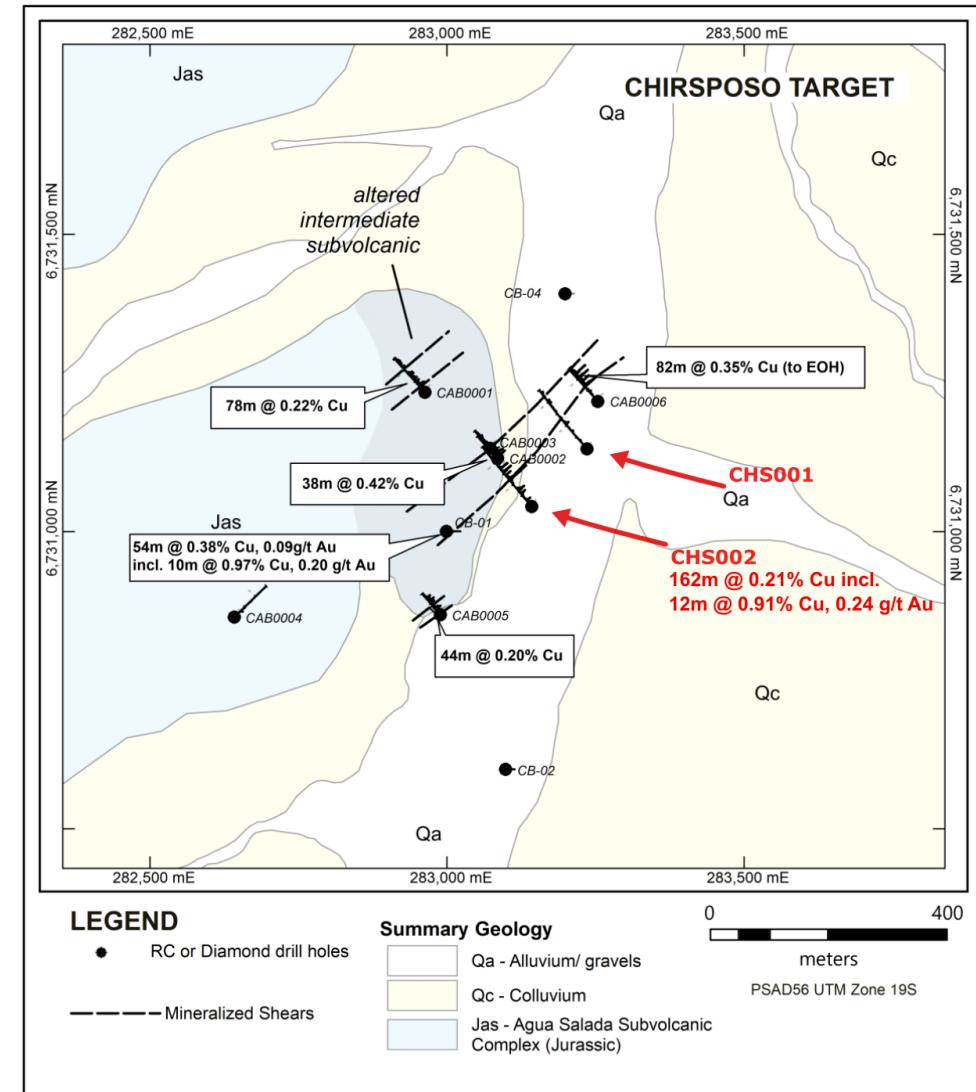 282,500 mE
283,000 mE
283,500 mE
Jas
CHIRSPOSO TARGET
Qa
Qc
altered
intermediate
subvolcanic
6,731,500 mN
6,731,500 mN
CB-04
82m @ 0.35% Cu (to EOH)
CAB0001
CAB0006
78m @ 0.22% Cu
CAB0003
CAB0002
CHS001
38m @ 0.42% Cu
Qa
6,731,000 mN
6,731,000 mN
Jas
CB-01
54m @ 0.38% Cu, 0.09g/t Au
incl. 10m @ 0.97% Cu, 0.20 g/t Au
CHS002
162m @ 0.21% Cu incl.
12m @ 0.91% Cu, 0.24 g/t Au
CAB0004
CAB0005
44m @ 0.20% Cu
Qc
CB-02
Qa
282,500 mE
283,000 mE
283,500 mE
LEGEND
RC or Diamond drill holes
Mineralized Shears
Summary Geology
Qa - Alluvium/ gravels
Qc - Colluvium
Jas - Agua Salada Subvolcanic
Complex (Jurassic)
0
400
meters
PSAD56 UTM Zone 19S